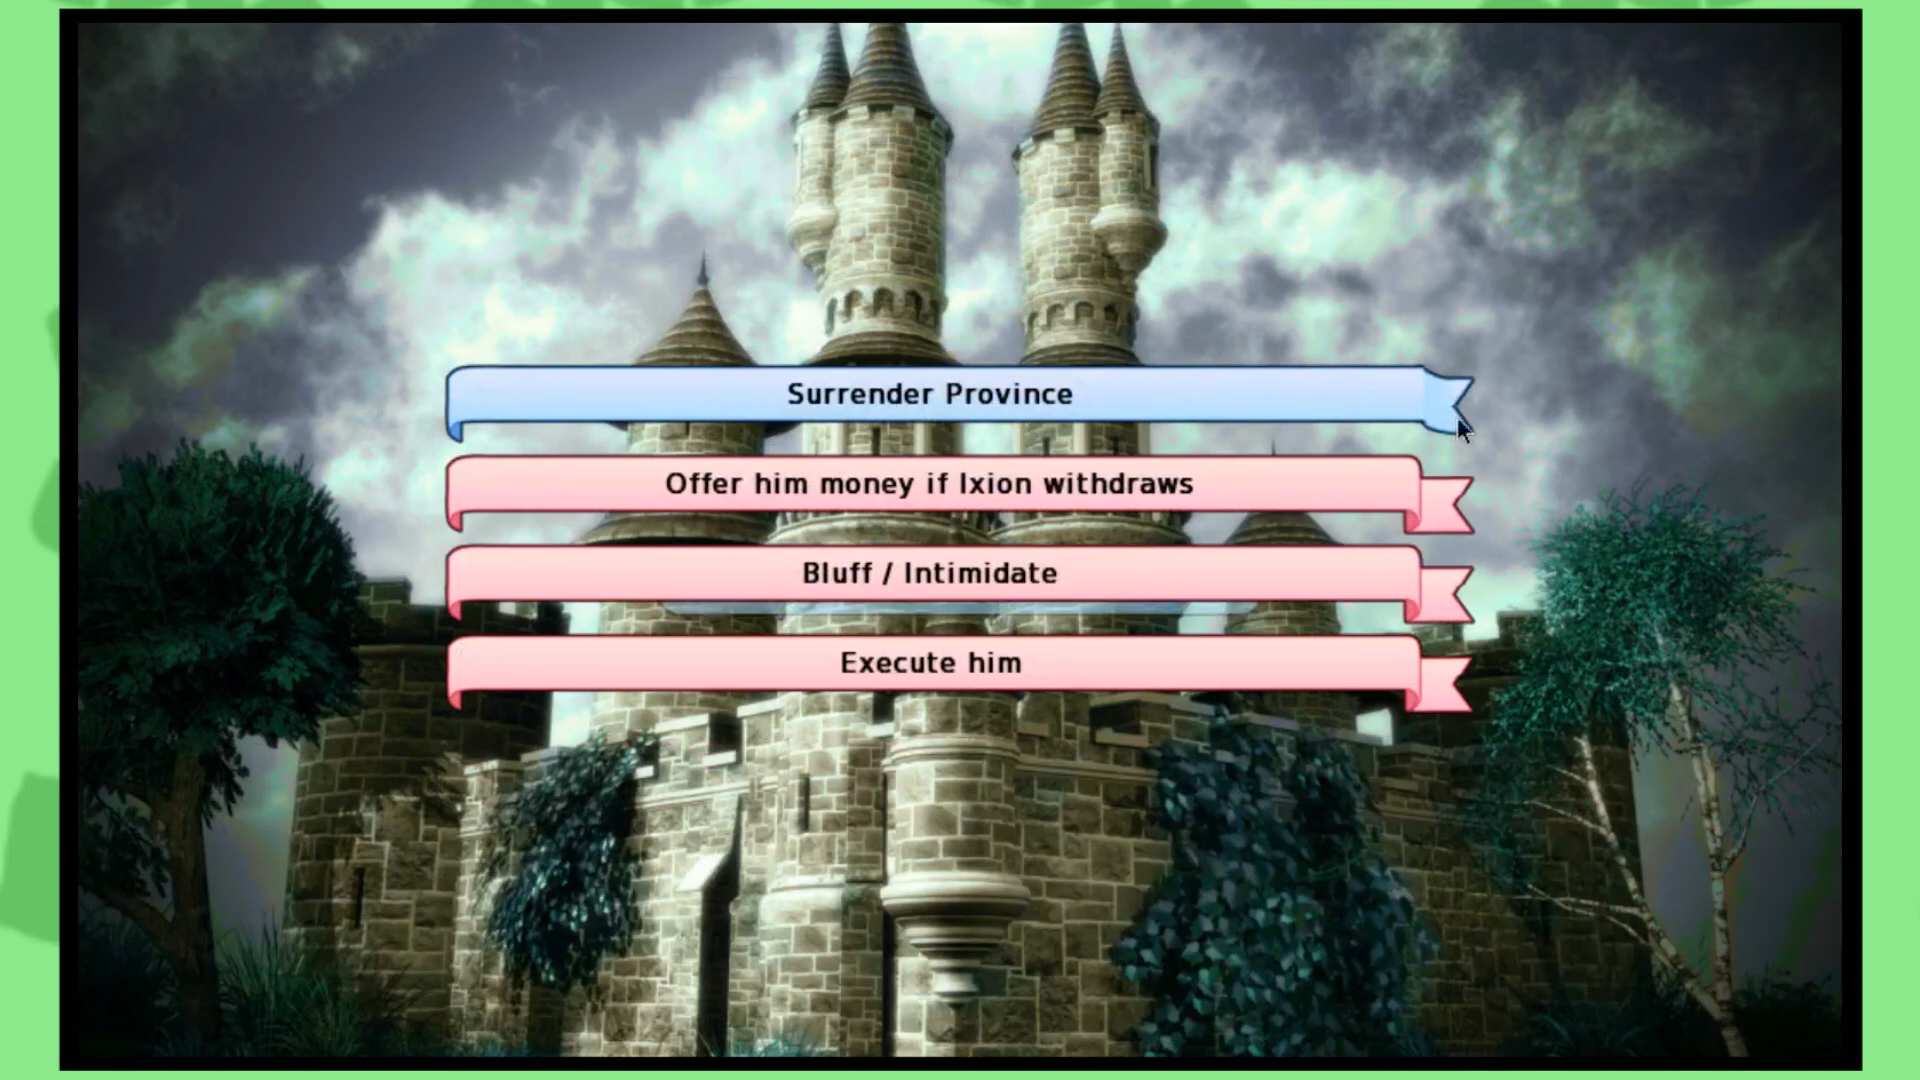 Surrender Province
Offer him money if Ixion withdraws
Bluff / Intimidate
Execute him